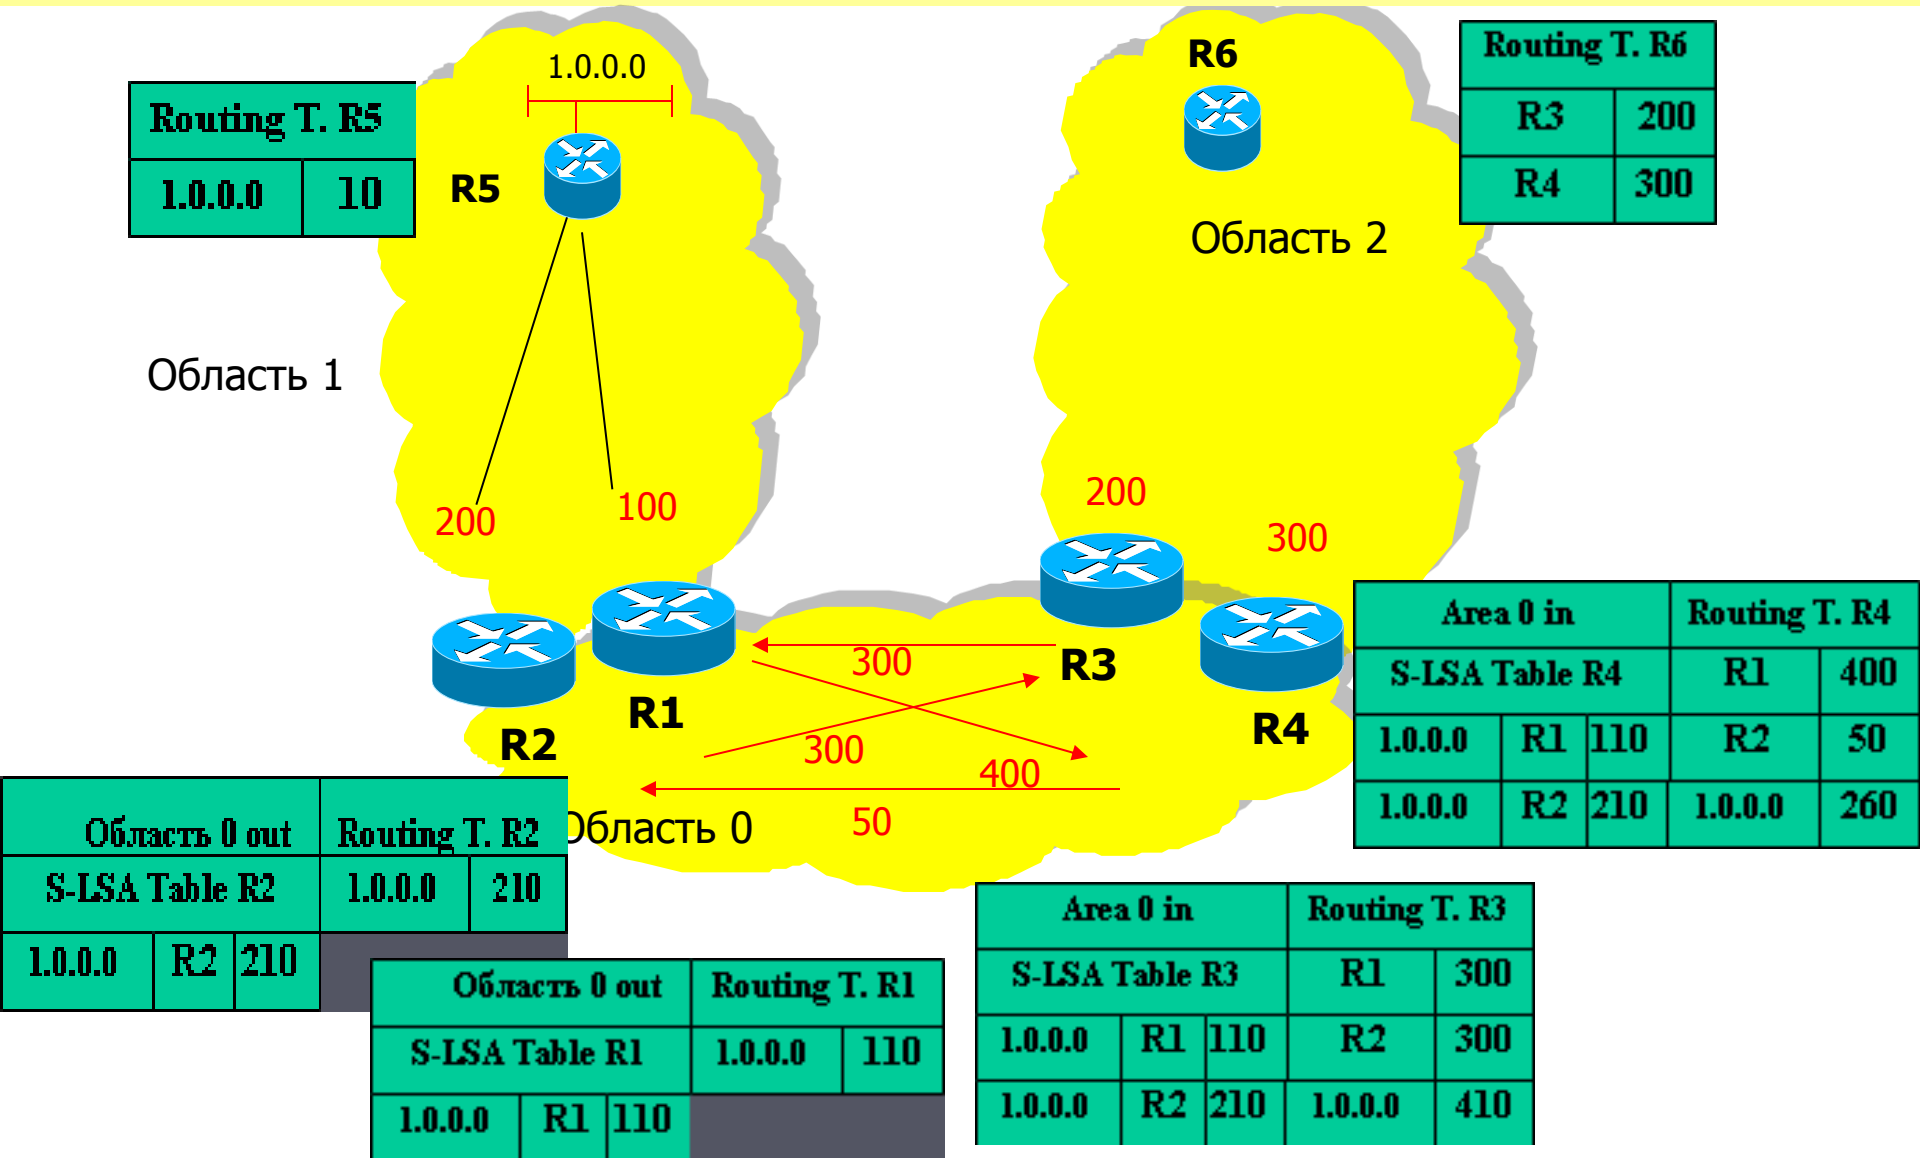 1.0.0.0
R6
Routing T. R6
R3 200
R4 300
Routing T. R5
1.0.0.0 10
R5
Область 2
Область 1
200
100
200
300
R3
R1
R2
R4
300
300
400
50
Область 0
Area 0 in Routing T. R4
S-LSA Table R4 R1 400
1.0.0.0 R1 110 R2 50
1.0.0.0 R2 210 1.0.0.0 260
Область 0 out Routing T. R2
S-LSA Table R2 1.0.0.0 210
1.0.0.0 R2 210
Область 0 out Routing T. R1
S-LSA Table R1 1.0.0.0 110
1.0.0.0 R1 110
Area 0 in Routing T. R3
S-LSA Table R3 R1 300
1.0.0.0 R1 110 R2 300
1.0.0.0 R2 210 1.0.0.0 410